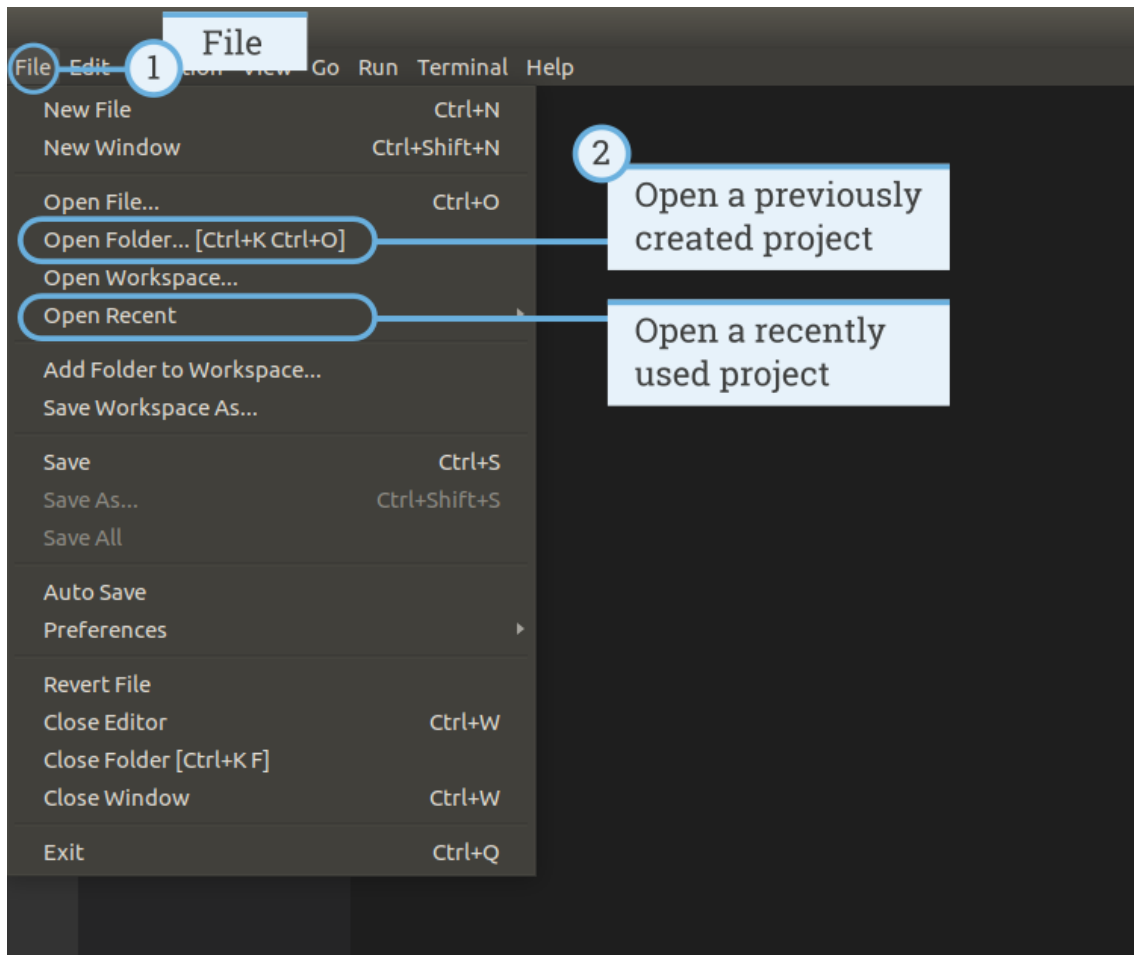 File
File Edit 1 Go Run Terminal Help
New File Ctrl+N
New Window Ctrl+Shift+N
2
Open a previously
created project
Open File... Ctrl+O
Open Folder... [Ctrl+K Ctrl+O]
Open Workspace...
Open Recent
Open a recently
used project
Add Folder to Workspace...
Save Workspace As...
Save Ctrl+S
Save As... Ctrl+Shift+S
Save All
Auto Save
Preferences
Revert File
Close Editor Ctrl+W
Close Folder [Ctrl+K F]
Close Window Ctrl+W
Exit Ctrl+Q